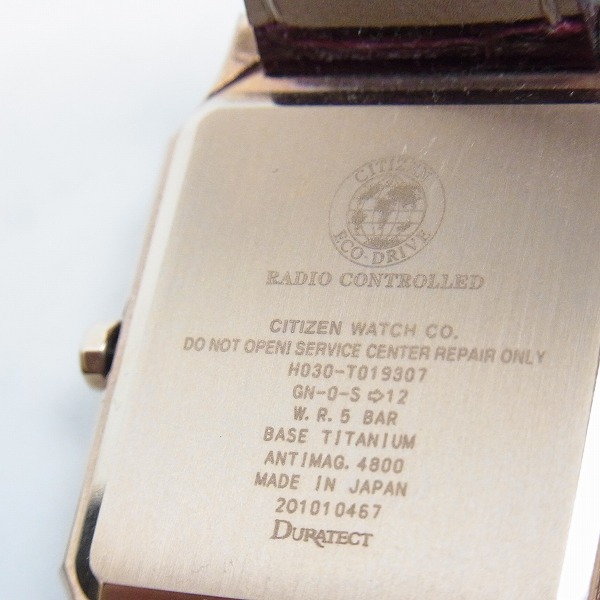 CITIZEN
ECO-DRIVE
RADIO CONTROLLED
CITIZEN WATCH CO.
DO NOT OPEN! SERVICE CENTER REPAIR ONLY
H030-T019307
GN-0-S ⇨12
W.R.5 BAR
BASE TITANIUM
ANTIMAG. 4800
MADE IN JAPAN
201010467
DURATECT